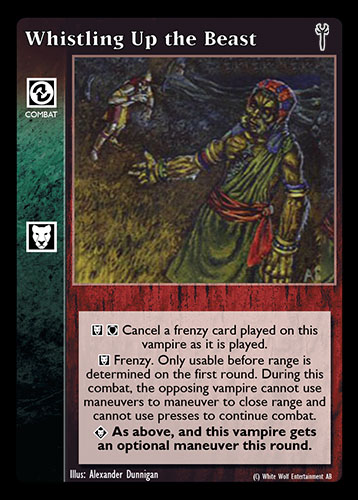 Whistling Up the Beast
COMBAT
Cancel a frenzy card played on this
vampire as it is played.
Frenzy. Only usable before range is
determined on the first round. During this
combat, the opposing vampire cannot use
maneuvers to maneuver to close range and
cannot use presses to continue combat.
As above, and this vampire gets
an optional maneuver this round.
Illus: Alexander Dunnigan
(C) White Wolf Entertainment AB